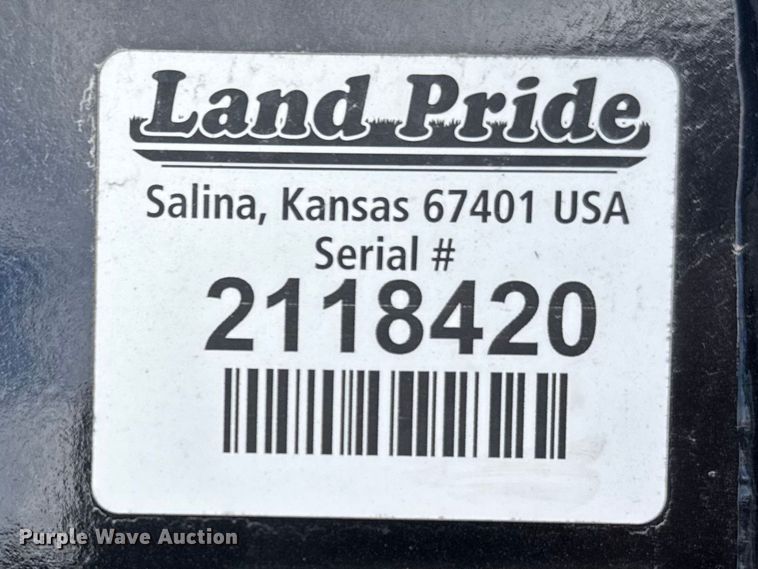 Land Pride
Salina, Kansas 67401 USA
Serial #
2118420
Purple Wave Auction